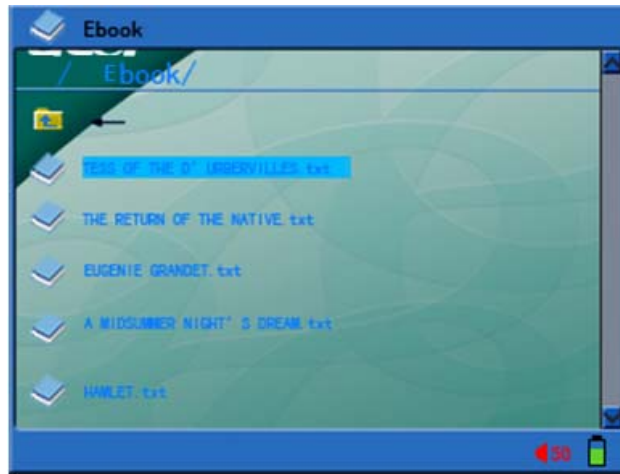 Ebook
/ Ebook/
TESS OF THE D' URBERVILLES.txt
THE RETURN OF THE NATIVE.txt
EUGENIE GRANDET.txt
A MIDSUMMER NIGHT' S DREAM.txt
HAMLET.txt
30